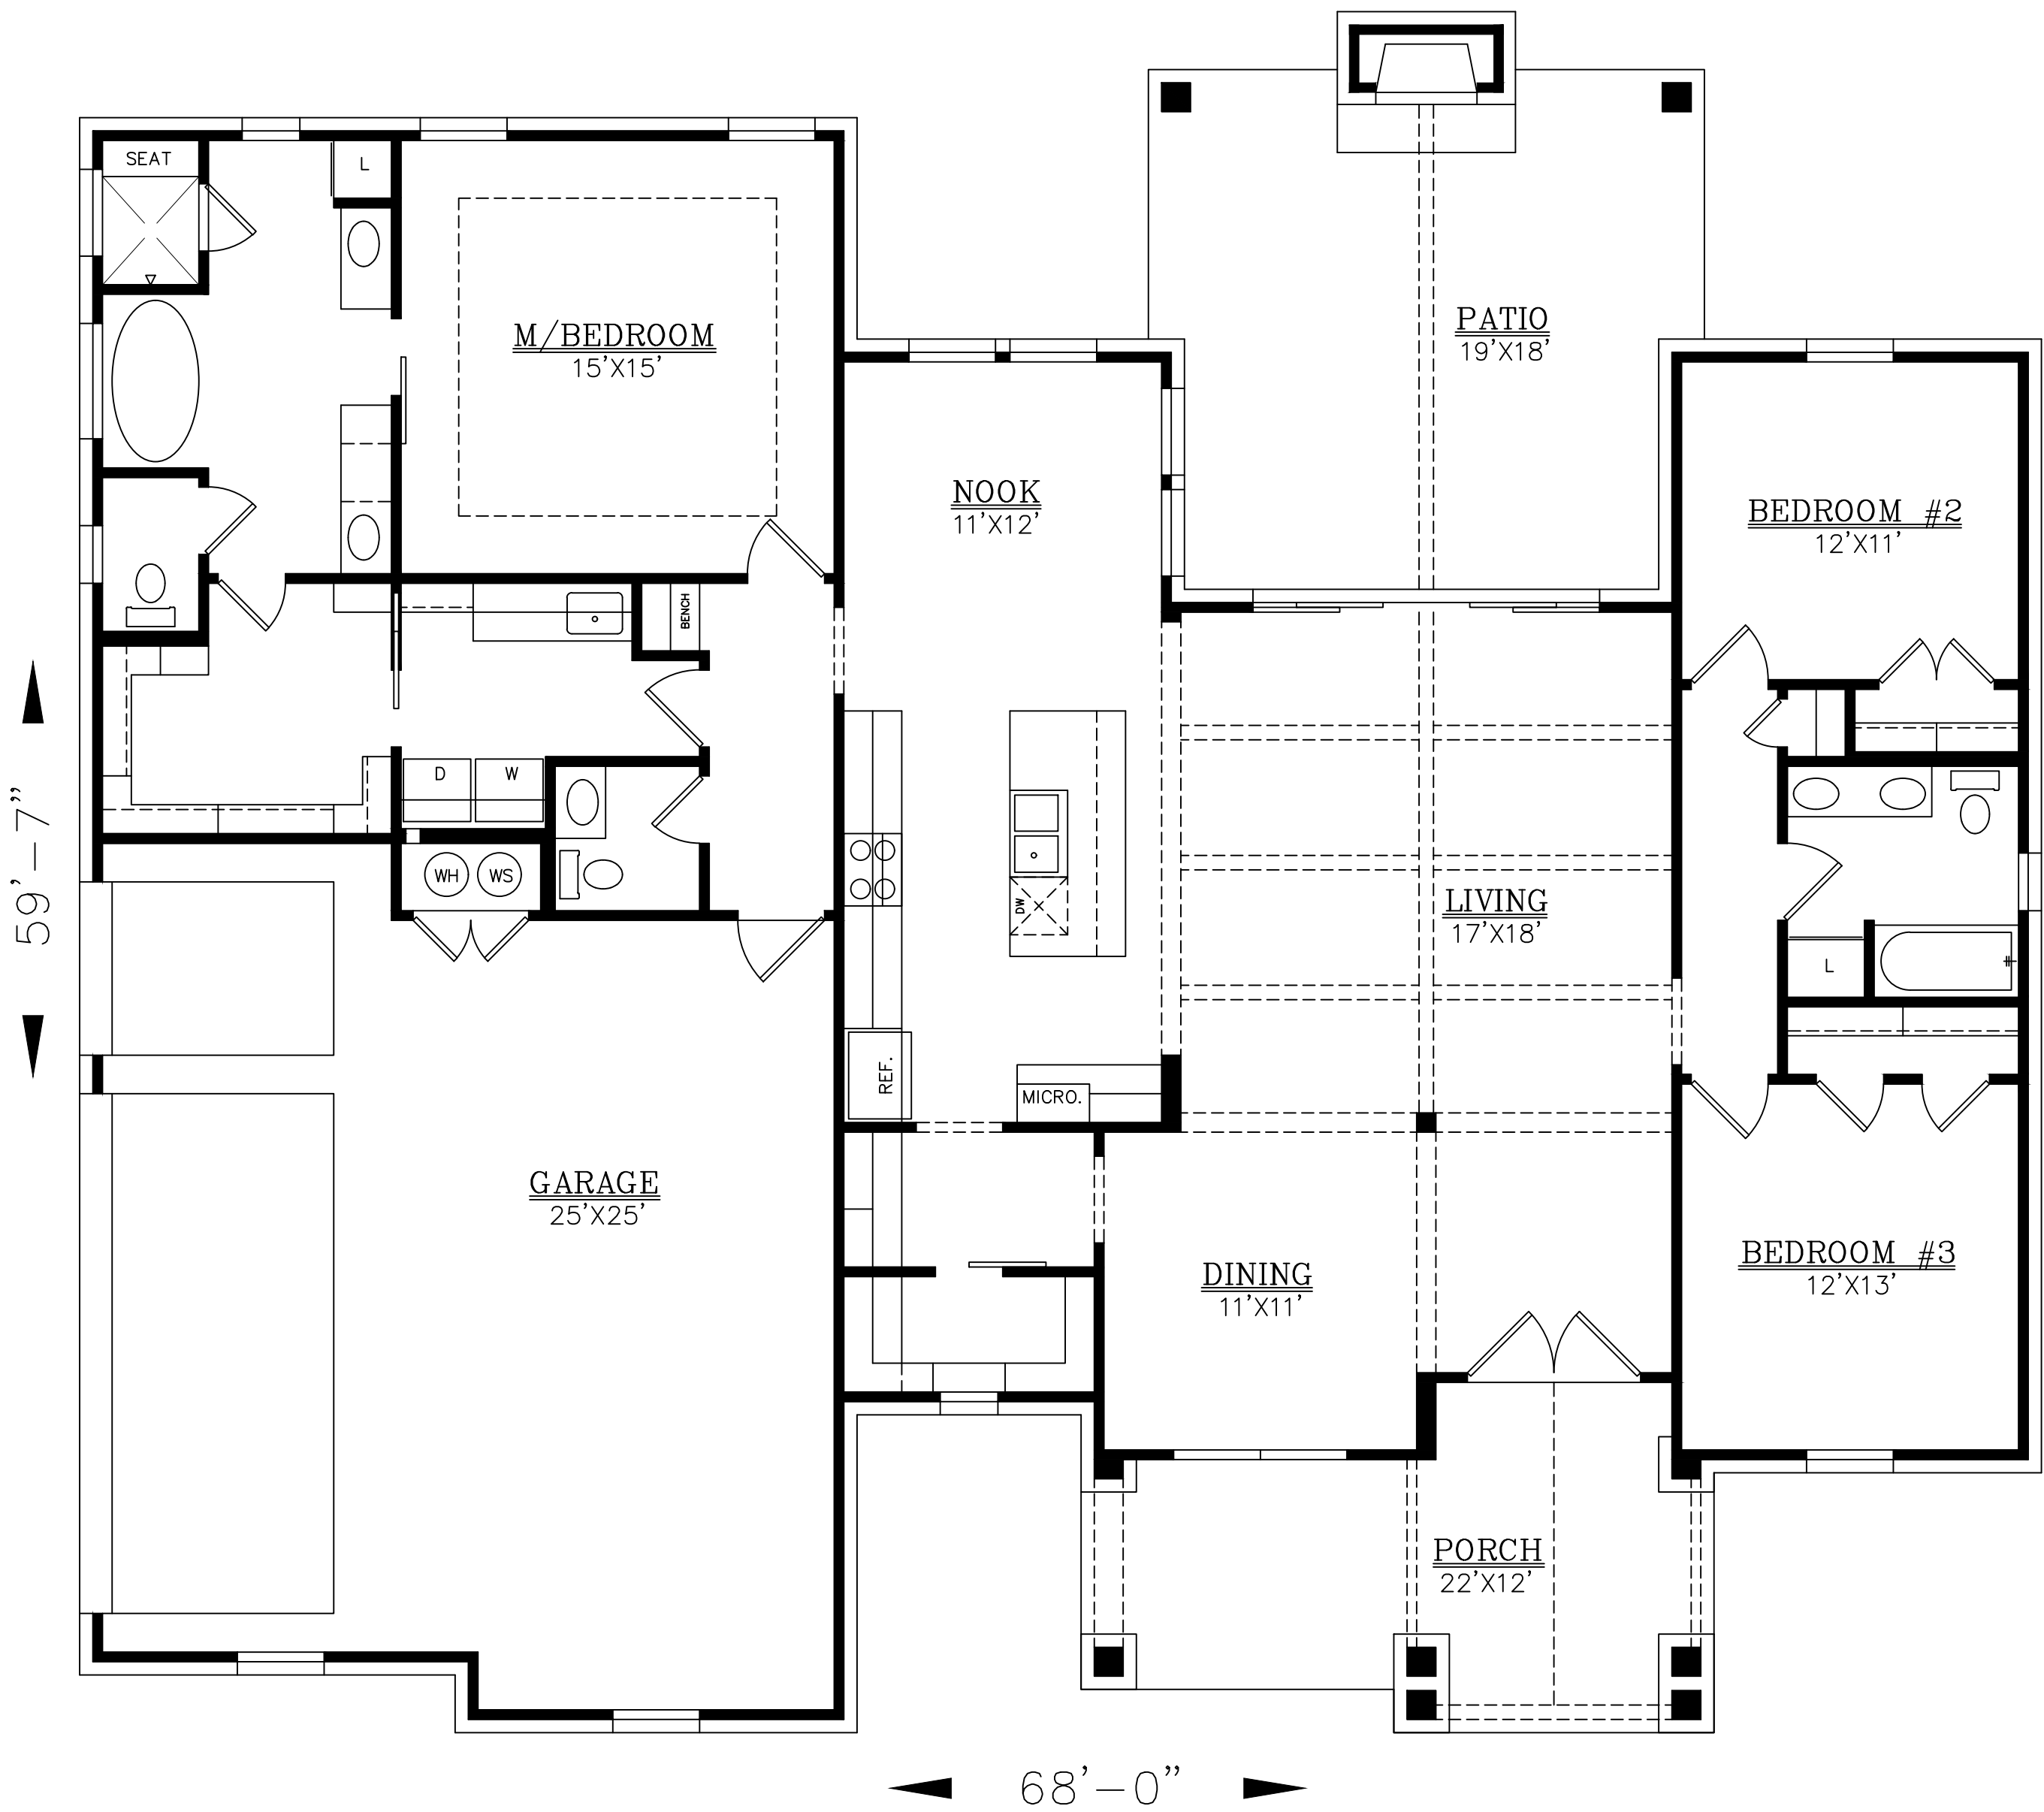 SEAT
L
M/BEDROOM
15'X15'
PATIO
19'X18'
NOOK
11'X12'
BEDROOM #2
12'X11'
BENCH
D
W
WH
WS
DW
LIVING
17'X18'
L
59'-7"
REF.
MICRO.
GARAGE
25'X25'
DINING
11'X11'
BEDROOM #3
12'X13'
PORCH
22'X12'
68'-0"